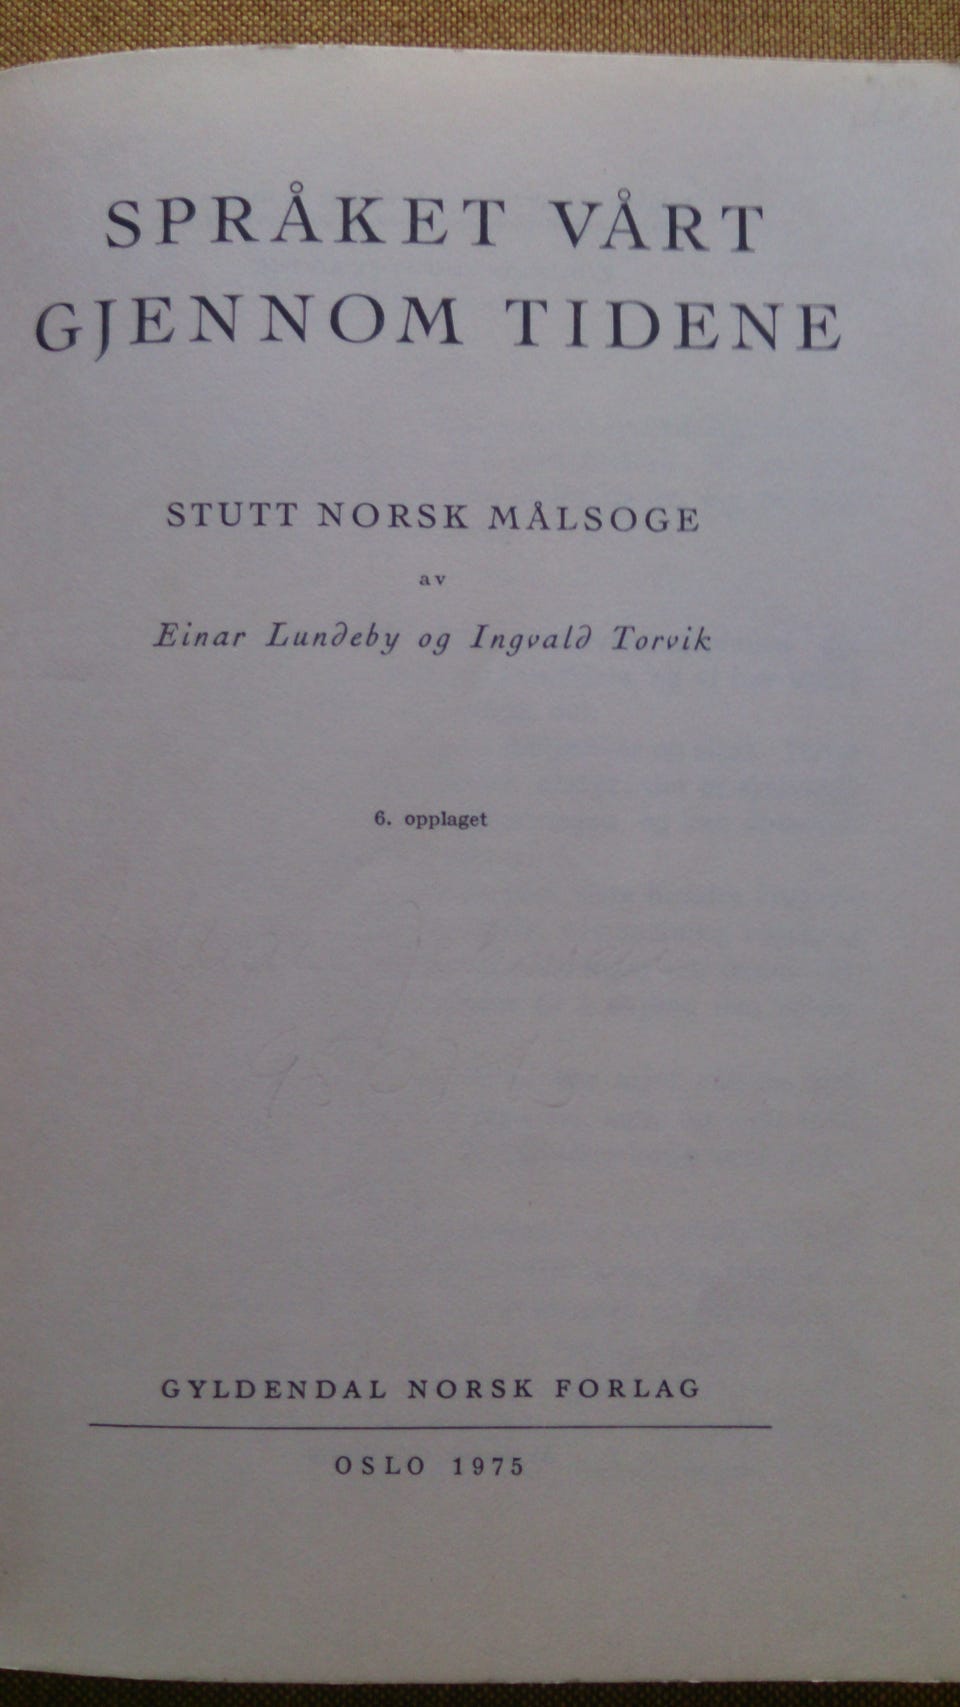 SPRÅKET VÅRT
GJENNOM TIDENE
STUTT NORSK MÅLSOGE
av
Einar Lundeby og Ingvald Torvik
6. opplaget
GYLDENDAL NORSK FORLAG
OSLO 1975